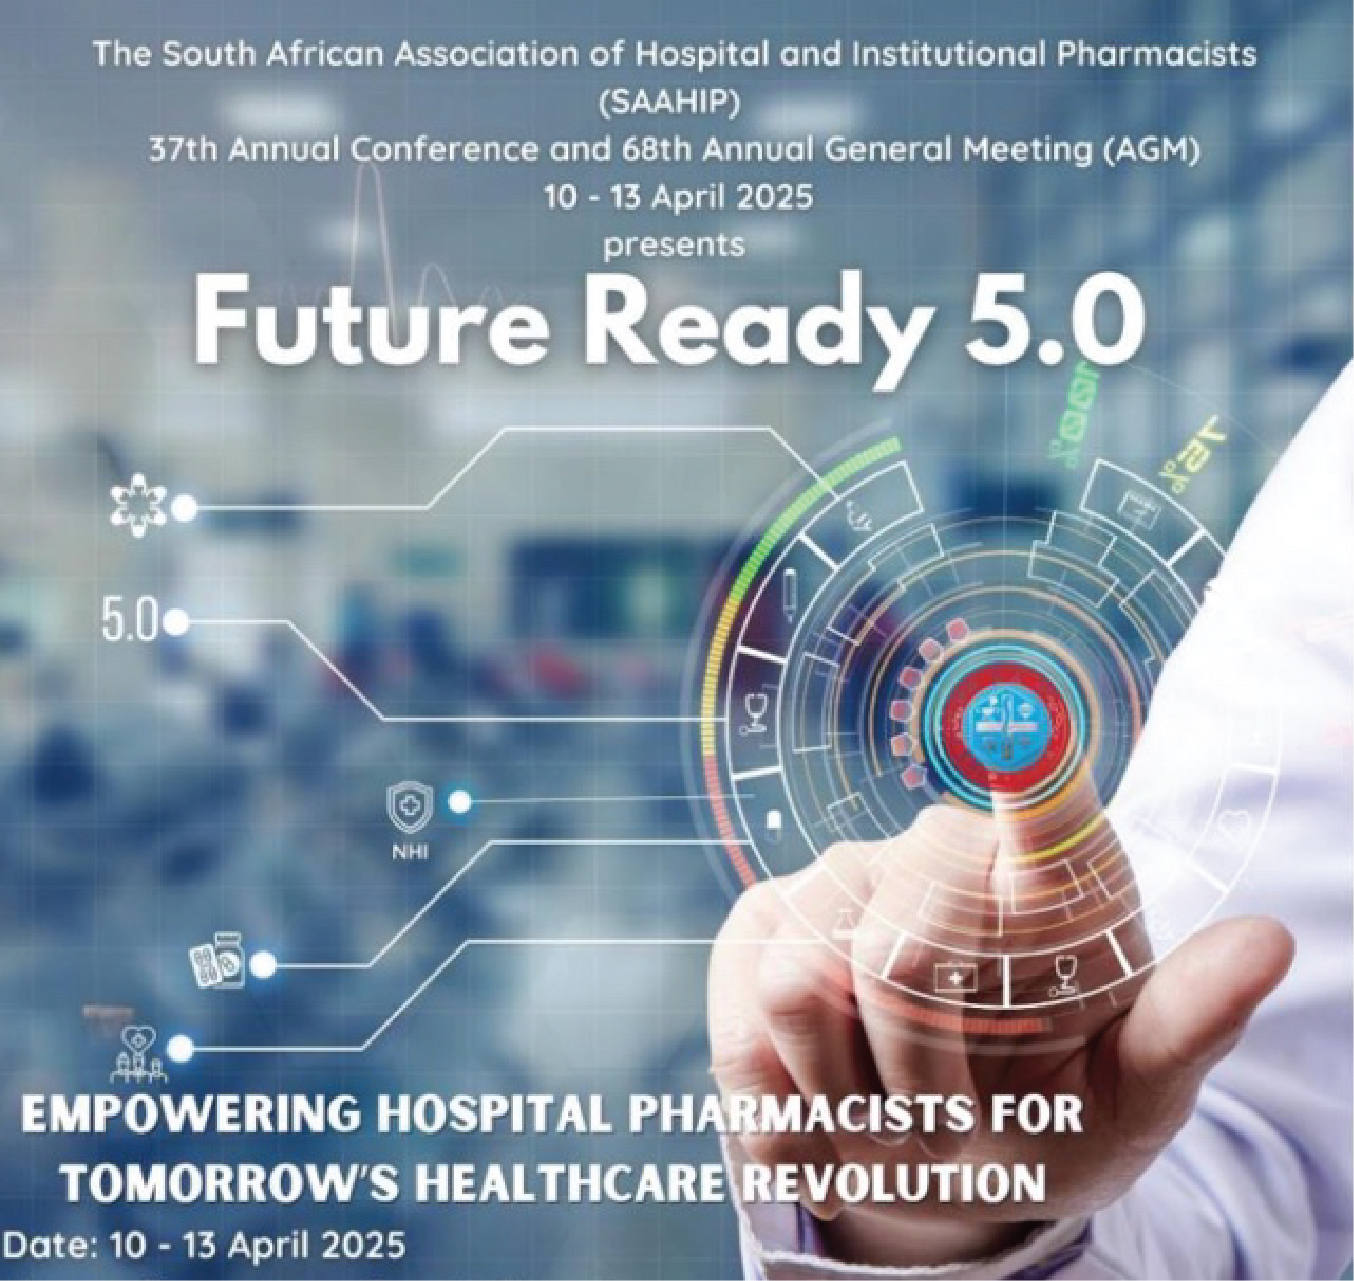 The South African Association of Hospital and Institutional Pharmacists
(SAAHIP)
37th Annual Conference and 68th Annual General Meeting (AGM)
10 - 13 April 2025
presents
Future Ready 5.0
100%
75%
5.0
NHI
EMPOWERING HOSPITAL PHARMACISTS FOR
TOMORROW'S HEALTHCARE REVOLUTION
Date: 10 - 13 April 2025